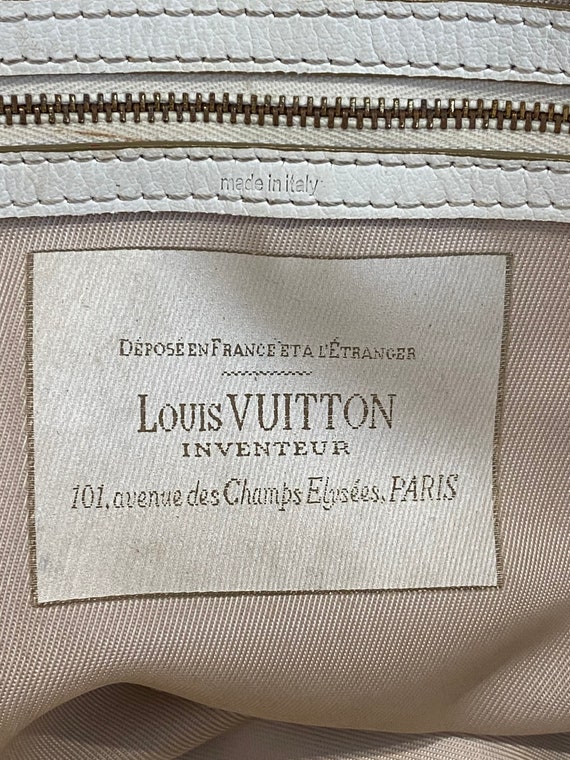 made in italy
DÉPOSÉ EN FRANCE ET A L'ÉTRANGER
LOUIS VUITTON
INVENTEUR
101, avenue des Champs Elysées, PARIS